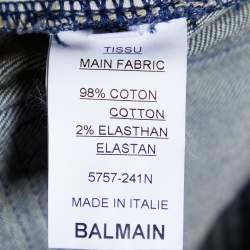 TISSU
MAIN FABRIC
98% COTON
COTTON
2% ELASTHAN
ELASTAN
5757-241N
MADE IN ITALIE
BALMAIN